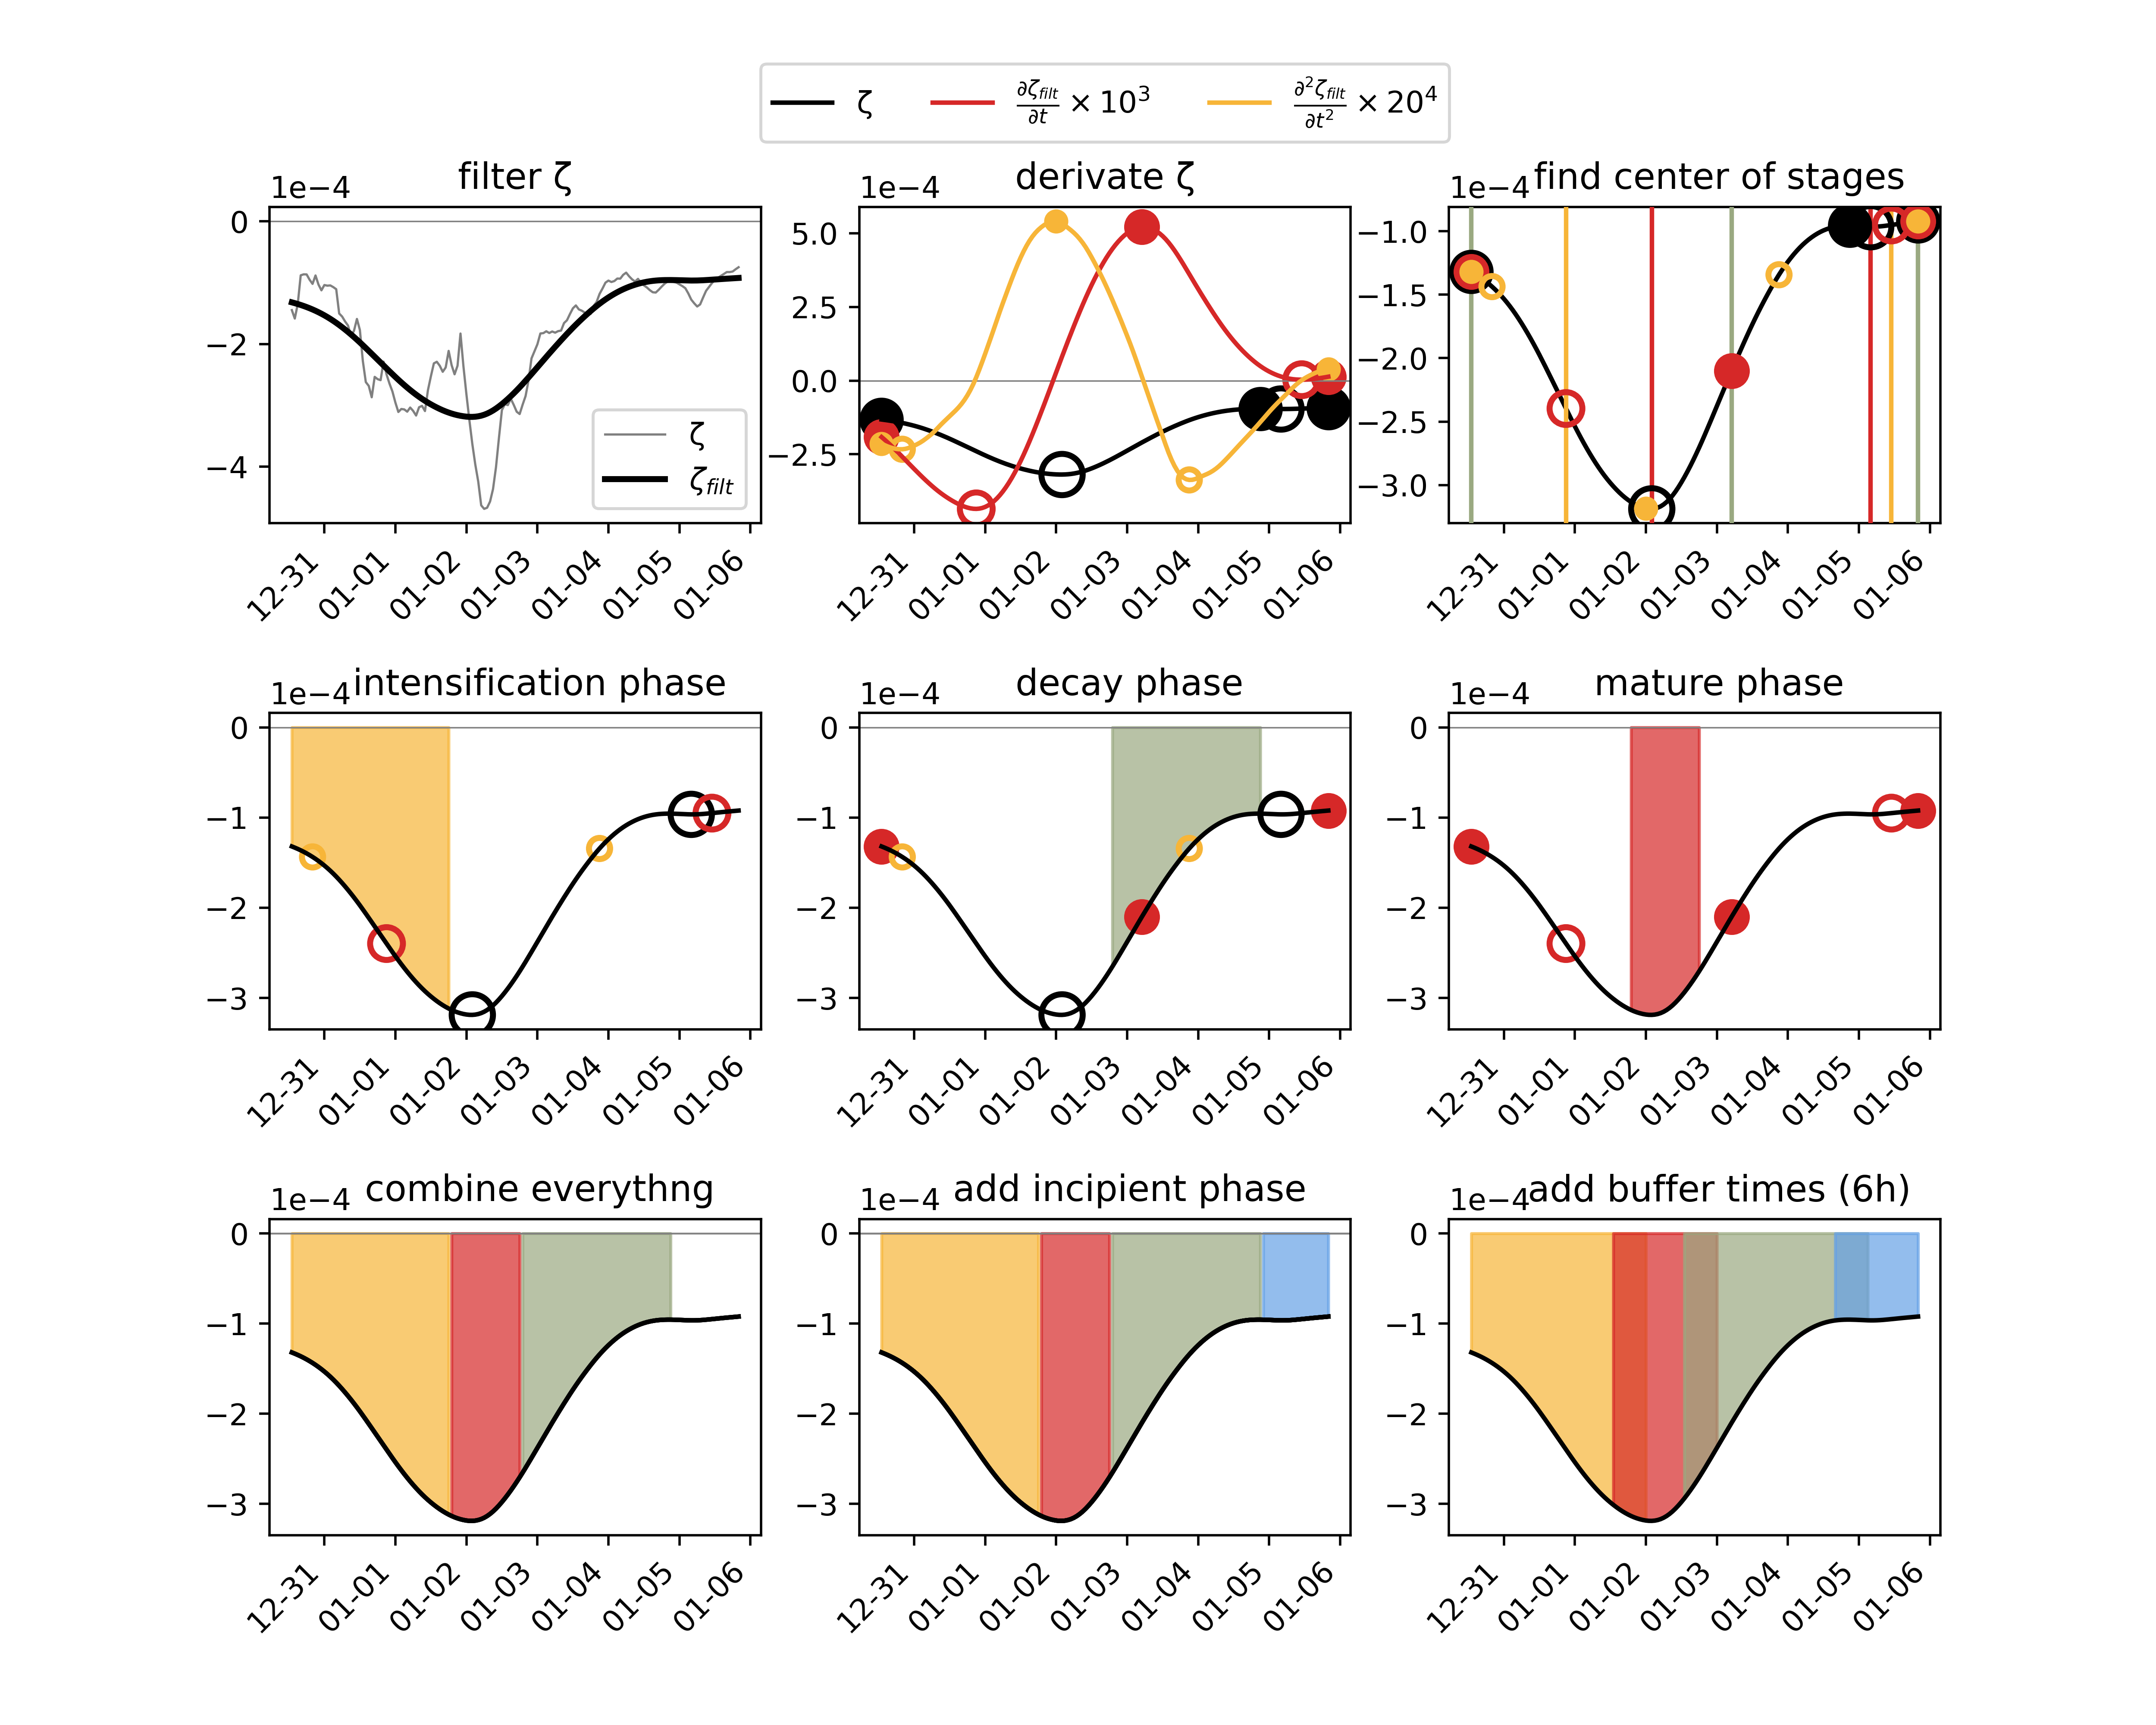 ζ ∂ζ_filt/∂t × 10³ ∂²ζ_filt/∂t² × 20⁴
filter ζ
1e−4
0
−2
−4
ζ
ζ_filt
12-31 01-01 01-02 01-03 01-04 01-05 01-06
derivate ζ
1e−4
5.0
2.5
0.0
−2.5
12-31 01-01 01-02 01-03 01-04 01-05 01-06
find center of stages
1e−4
−1.0
−1.5
−2.0
−2.5
−3.0
12-31 01-01 01-02 01-03 01-04 01-05 01-06
intensification phase
1e−4
0
−1
−2
−3
12-31 01-01 01-02 01-03 01-04 01-05 01-06
decay phase
1e−4
0
−1
−2
−3
12-31 01-01 01-02 01-03 01-04 01-05 01-06
mature phase
1e−4
0
−1
−2
−3
12-31 01-01 01-02 01-03 01-04 01-05 01-06
combine everythng
1e−4
0
−1
−2
−3
12-31 01-01 01-02 01-03 01-04 01-05 01-06
add incipient phase
1e−4
0
−1
−2
−3
12-31 01-01 01-02 01-03 01-04 01-05 01-06
add buffer times (6h)
1e−4
0
−1
−2
−3
12-31 01-01 01-02 01-03 01-04 01-05 01-06